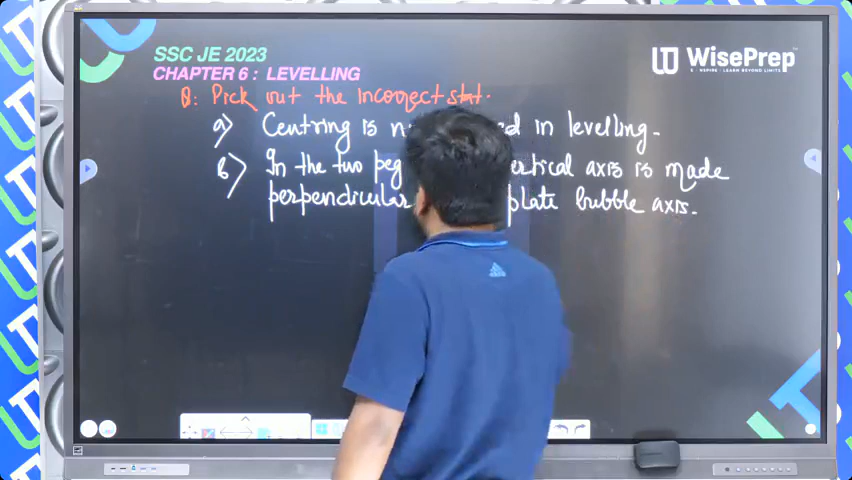 SSC JE 2023
CHAPTER 6 : LEVELLING
WisePrep
Q: Pick out the incorrect stat.
a) Centring is in levelling.
b) In the two peg axis is made
perpendicular plate bubble axis.